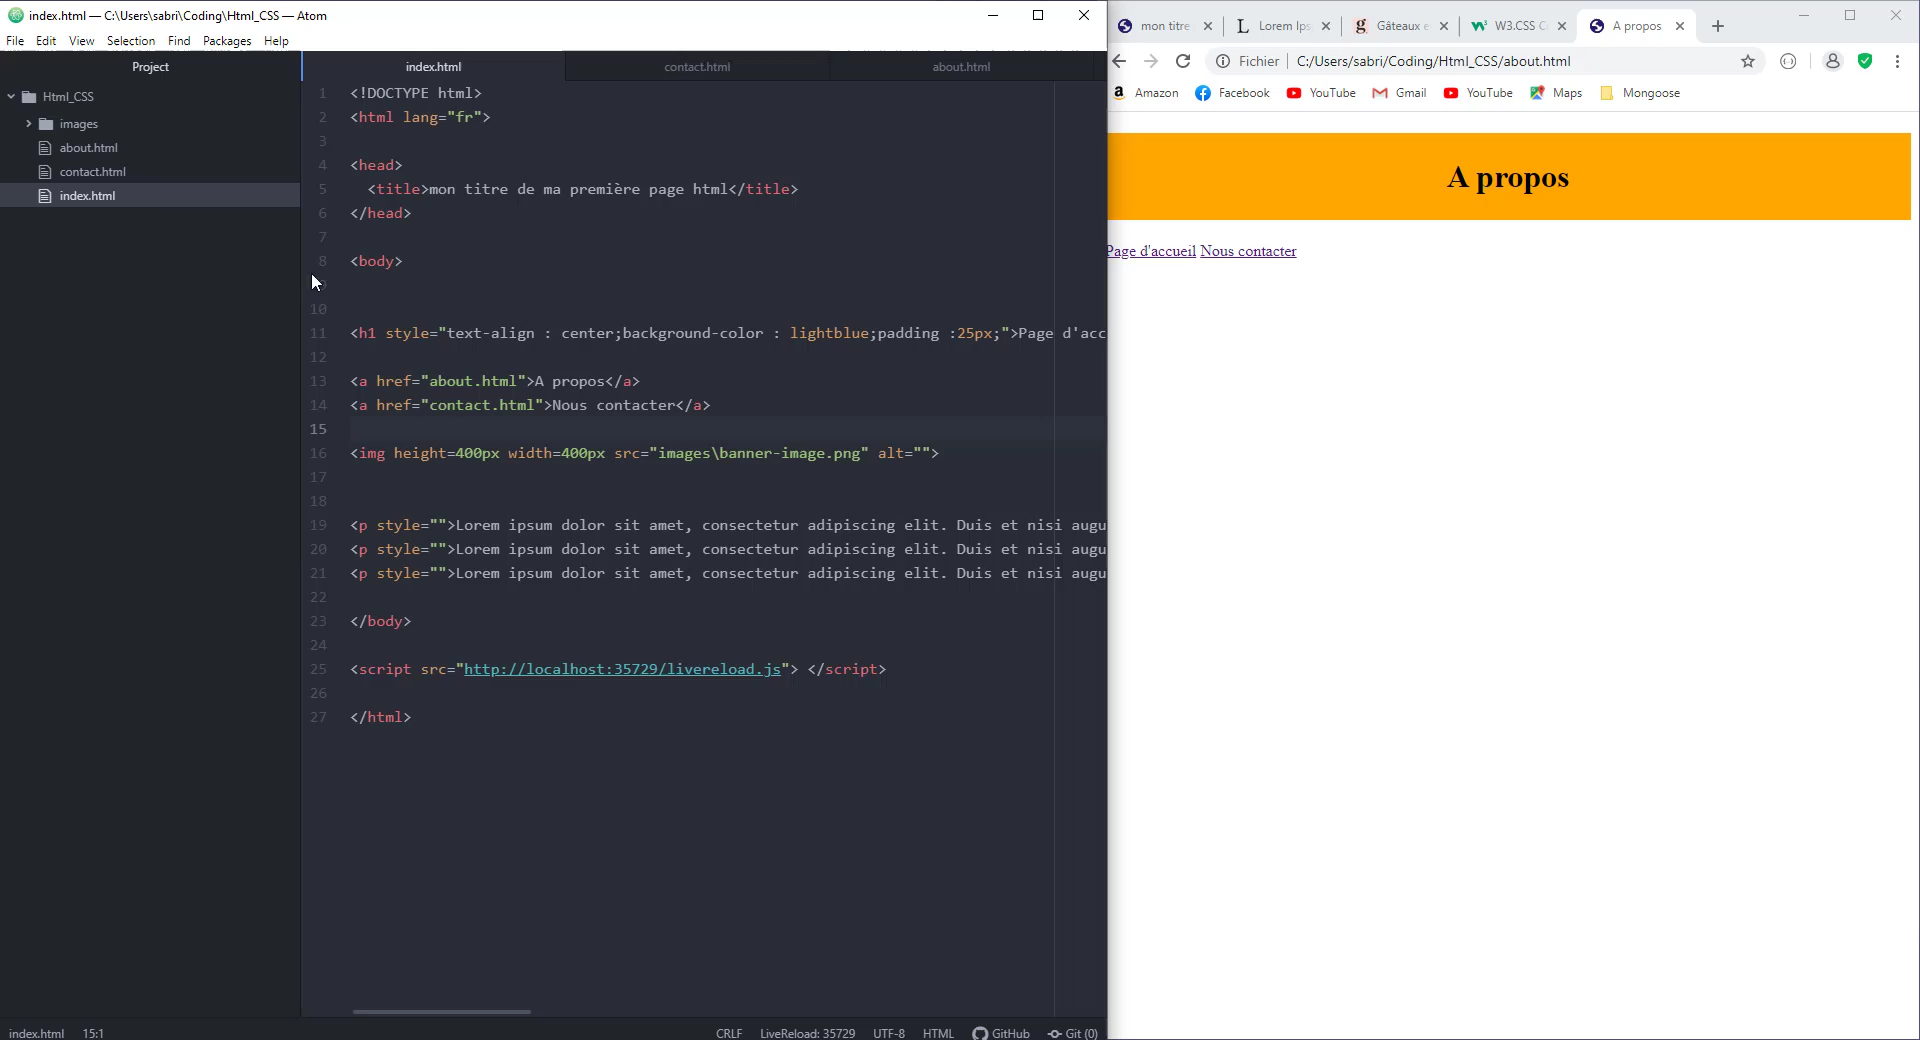 index.html — C:\Users\sabri\Coding\Html_CSS — Atom
File Edit View Selection Find Packages Help
Project
Html_CSS
images
about.html
contact.html
index.html
index.html contact.html about.html
1 <!DOCTYPE html>
2 <html lang="fr">
3
4 <head>
5 <title>mon titre de ma première page html</title>
6 </head>
7
8 <body>
10
11 <h1 style="text-align : center;background-color : lightblue;padding :25px;">Page d'acc
12
13 <a href="about.html">A propos</a>
14 <a href="contact.html">Nous contacter</a>
15
16 <img height=400px width=400px src="images\banner-image.png" alt="">
17
18
19 <p style="">Lorem ipsum dolor sit amet, consectetur adipiscing elit. Duis et nisi augu
20 <p style="">Lorem ipsum dolor sit amet, consectetur adipiscing elit. Duis et nisi augu
21 <p style="">Lorem ipsum dolor sit amet, consectetur adipiscing elit. Duis et nisi augu
22
23 </body>
24
25 <script src="http://localhost:35729/livereload.js"> </script>
26
27 </html>
index.html 15:1 CRLF LiveReload: 35729 UTF-8 HTML GitHub Git (0)
mon titre Lorem Ips Gâteaux e W3.CSS C A propos
Fichier C:/Users/sabri/Coding/Html_CSS/about.html
Amazon Facebook YouTube Gmail YouTube Maps Mongoose
A propos
Page d'accueil Nous contacter